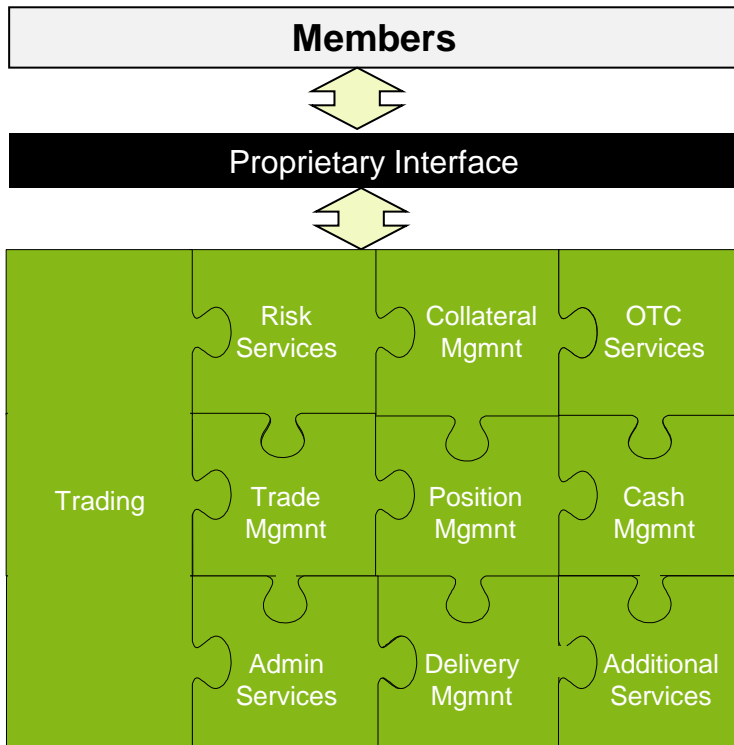 Members
Proprietary Interface
Risk
Services
Collateral
Mgmnt
OTC
Services
Trading
Trade
Mgmnt
Position
Mgmnt
Cash
Mgmnt
Admin
Services
Delivery
Mgmnt
Additional
Services